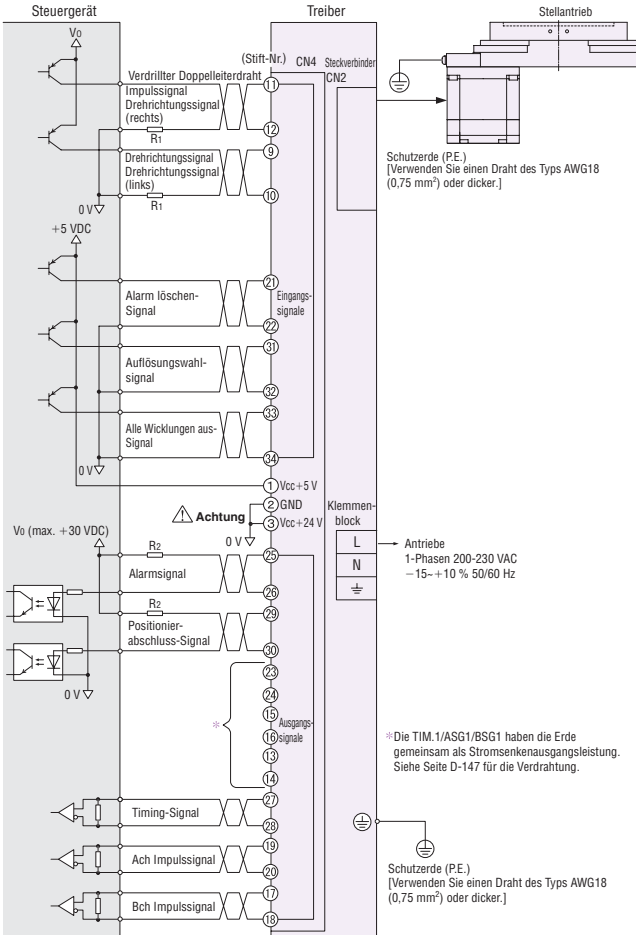 Steuergerät
Treiber
Stellantrieb
V0
(Stift-Nr.)
CN4
Steckverbinder
CN2
Verdrillter Doppelleiterdraht
Impulssignal
Drehrichtungssignal
(rechts)
R1
11
12
Drehrichtungssignal
Drehrichtungssignal
(links)
R1
9
10
0 V
Schutzerde (P.E.)
[Verwenden Sie einen Draht des Typs AWG18
(0,75 mm²) oder dicker.]
+5 VDC
Alarm löschen-
Signal
21
22
Eingangs-
signale
Auflösungswahl-
signal
31
32
Alle Wicklungen aus-
Signal
33
34
0 V
1 Vcc+5 V
2 GND
3 Vcc+24 V
Achtung
0 V
Klemmen-
block
L
N
Antriebe
1-Phasen 200-230 VAC
−15~+10 % 50/60 Hz
V0 (max. +30 VDC)
R2
Alarmsignal
25
26
R2
Positionier-
abschluss-Signal
29
30
0 V
23
24
15
16
13
14
*
Ausgangs-
signale
*Die TIM.1/ASG1/BSG1 haben die Erde
gemeinsam als Stromsenkenausgangsleistung.
Siehe Seite D-147 für die Verdrahtung.
Timing-Signal
27
28
Ach Impulssignal
19
20
Bch Impulssignal
17
18
Schutzerde (P.E.)
[Verwenden Sie einen Draht des Typs AWG18
(0,75 mm²) oder dicker.]